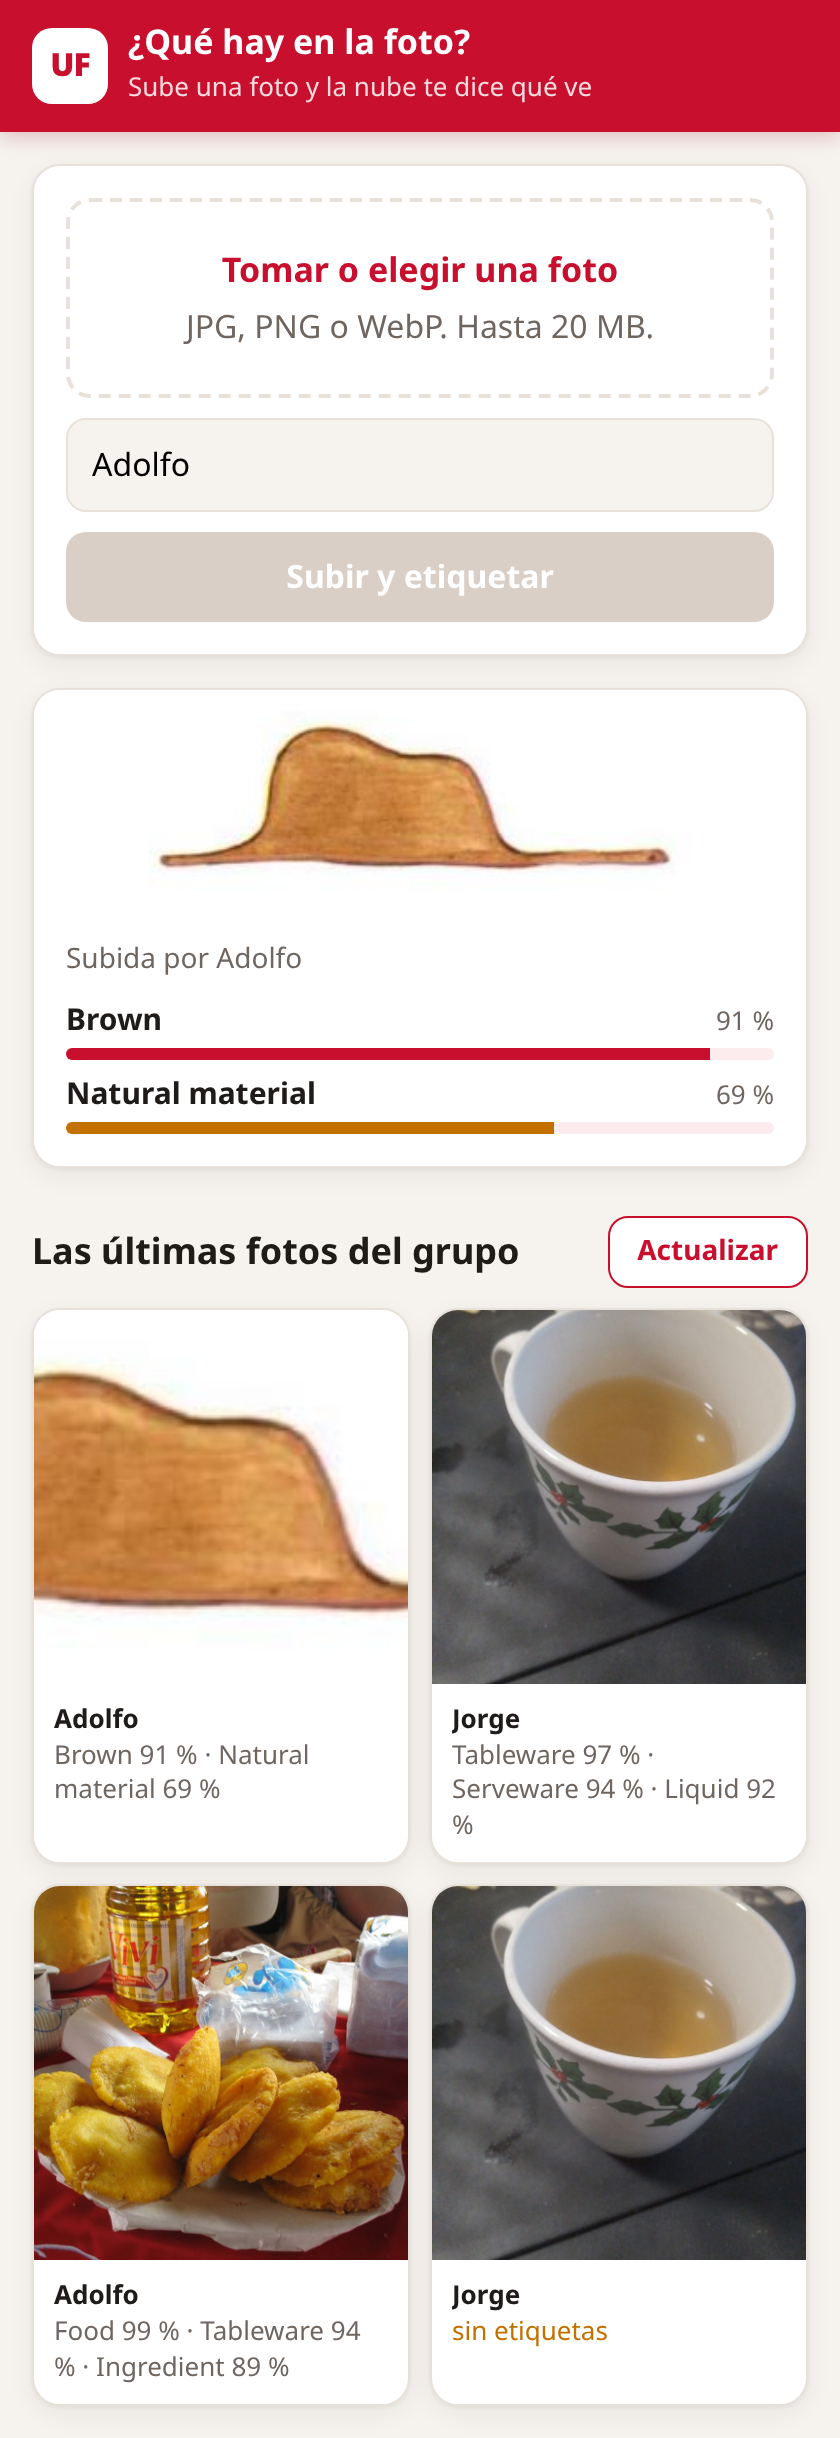 UF
¿Qué hay en la foto?
Sube una foto y la nube te dice qué ve
Tomar o elegir una foto
JPG, PNG o WebP. Hasta 20 MB.
Adolfo
Subir y etiquetar
Subida por Adolfo
Brown 91 %
Natural material 69 %
Las últimas fotos del grupo
Actualizar
Adolfo
Brown 91 % · Natural
material 69 %
Jorge
Tableware 97 % ·
Serveware 94 % · Liquid 92
%
Vivi
Adolfo
Food 99 % · Tableware 94
% · Ingredient 89 %
Jorge
sin etiquetas